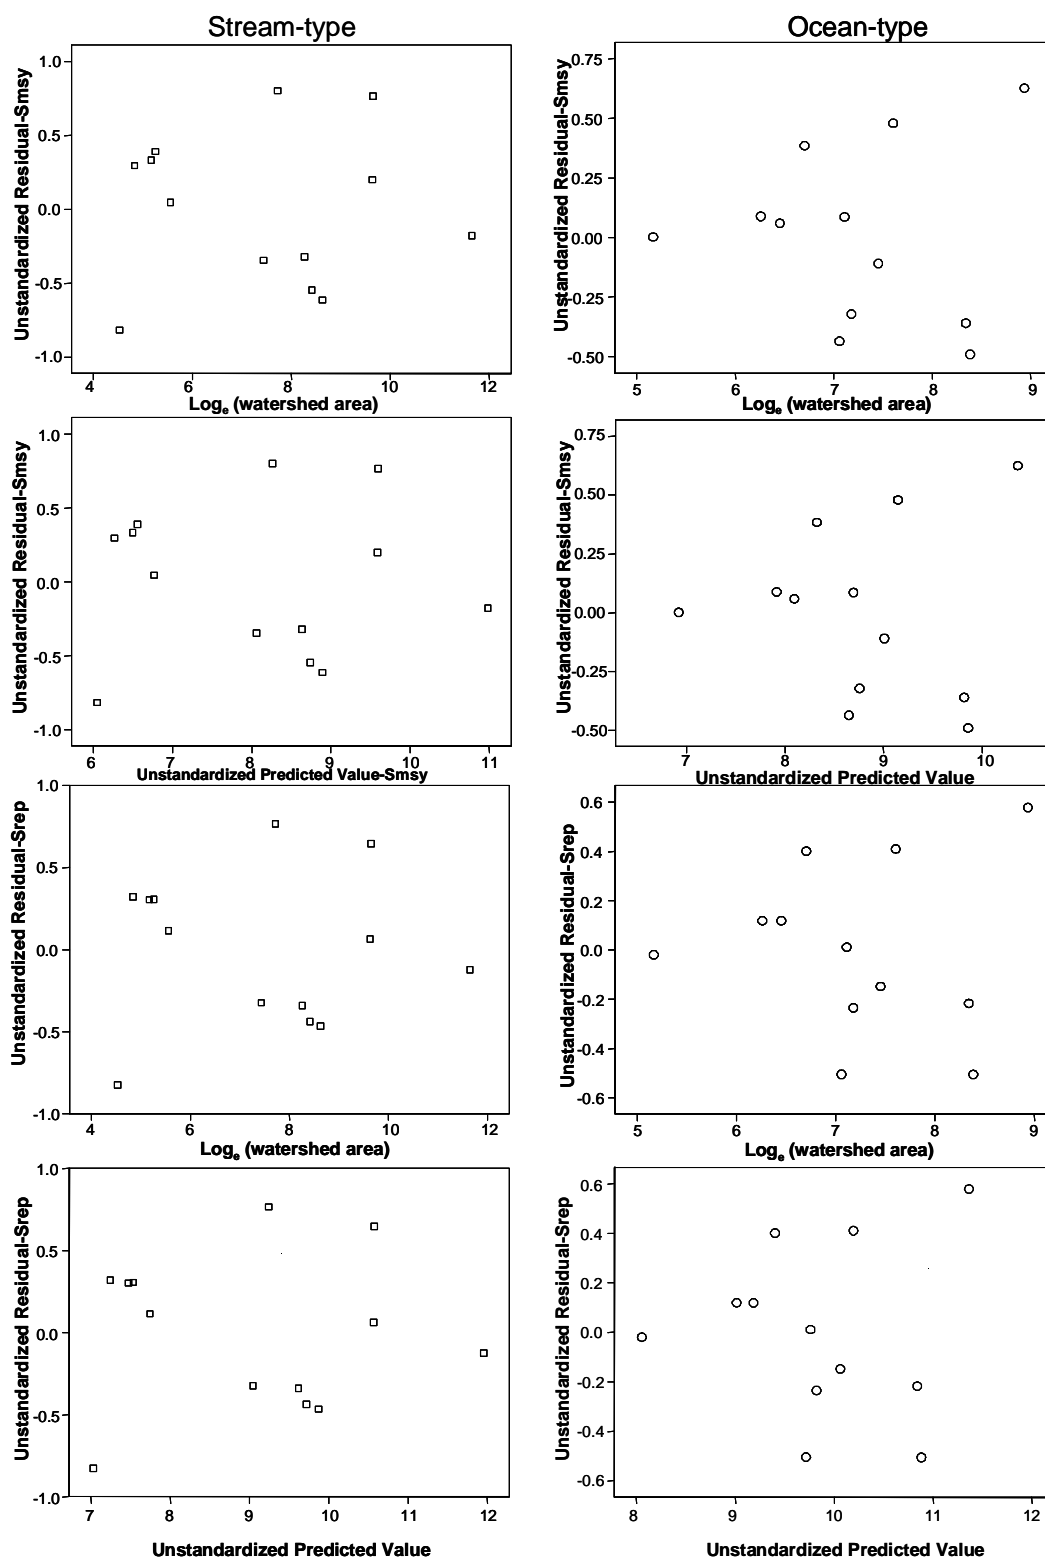 Stream-type
Ocean-type
Unstandardized Residual-Smsy
1.0
0.5
0.0
-0.5
-1.0
4 6 8 10 12
Logₑ (watershed area)
Unstandardized Residual-Smsy
0.75
0.50
0.25
0.00
-0.25
-0.50
5 6 7 8 9
Logₑ (watershed area)
Unstandardized Residual-Smsy
1.0
0.5
0.0
-0.5
-1.0
6 7 8 9 10 11
Unstandardized Predicted Value-Smsy
Unstandardized Residual-Smsy
0.75
0.50
0.25
0.00
-0.25
-0.50
7 8 9 10
Unstandardized Predicted Value
Unstandardized Residual-Srep
1.0
0.5
0.0
-0.5
-1.0
4 6 8 10 12
Logₑ (watershed area)
Unstandardized Residual-Srep
0.6
0.4
0.2
0.0
-0.2
-0.4
-0.6
5 6 7 8 9
Logₑ (watershed area)
Unstandardized Residual-Srep
1.0
0.5
0.0
-0.5
-1.0
7 8 9 10 11 12
Unstandardized Predicted Value
Unstandardized Residual-Srep
0.6
0.4
0.2
0.0
-0.2
-0.4
-0.6
8 9 10 11 12
Unstandardized Predicted Value